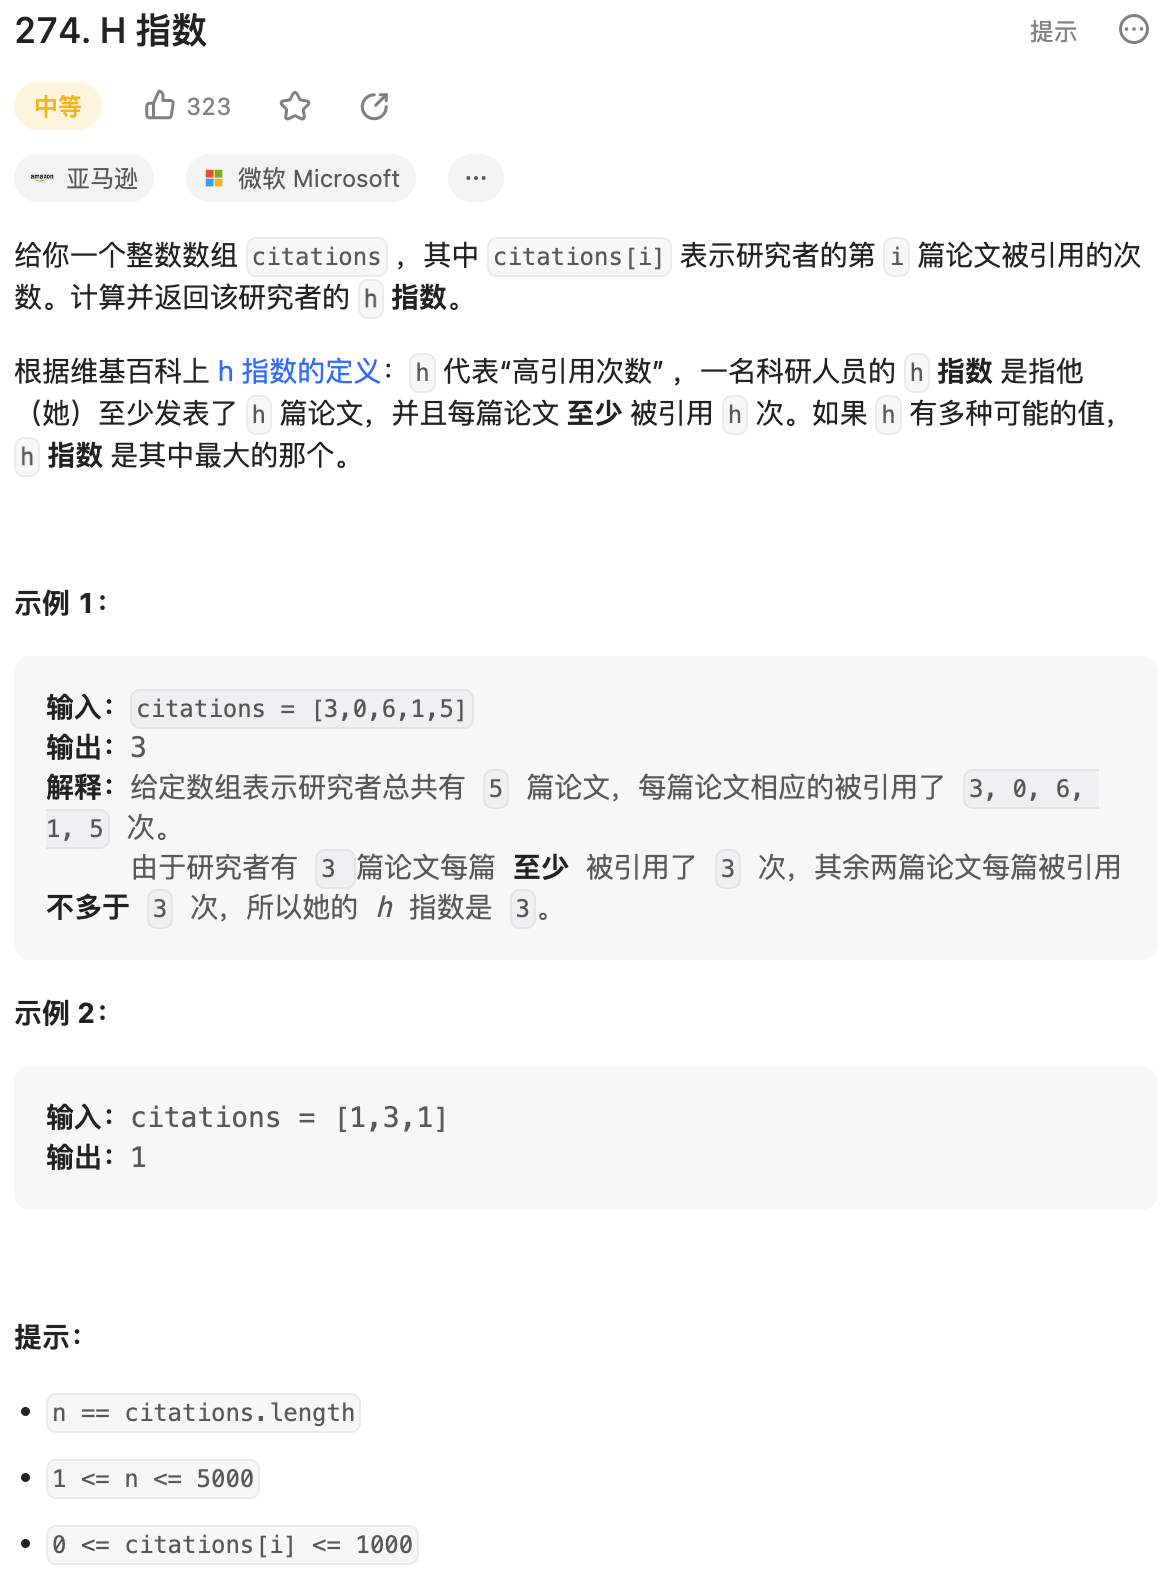 274. H 指数
提示
中等
323
amazon 亚马逊
微软 Microsoft
给你一个整数数组 citations ，其中 citations[i] 表示研究者的第 i 篇论文被引用的次
数。计算并返回该研究者的 h 指数。
根据维基百科上 h 指数的定义：h 代表“高引用次数” ，一名科研人员的 h 指数 是指他
（她）至少发表了 h 篇论文，并且每篇论文 至少 被引用 h 次。如果 h 有多种可能的值，
h 指数 是其中最大的那个。
示例 1：
输入：citations = [3,0,6,1,5]
输出：3
解释：给定数组表示研究者总共有 5 篇论文，每篇论文相应的被引用了 3, 0, 6,
1, 5 次。
由于研究者有 3 篇论文每篇 至少 被引用了 3 次，其余两篇论文每篇被引用
不多于 3 次，所以她的 h 指数是 3。
示例 2：
输入：citations = [1,3,1]
输出：1
提示：
n == citations.length
1 <= n <= 5000
0 <= citations[i] <= 1000